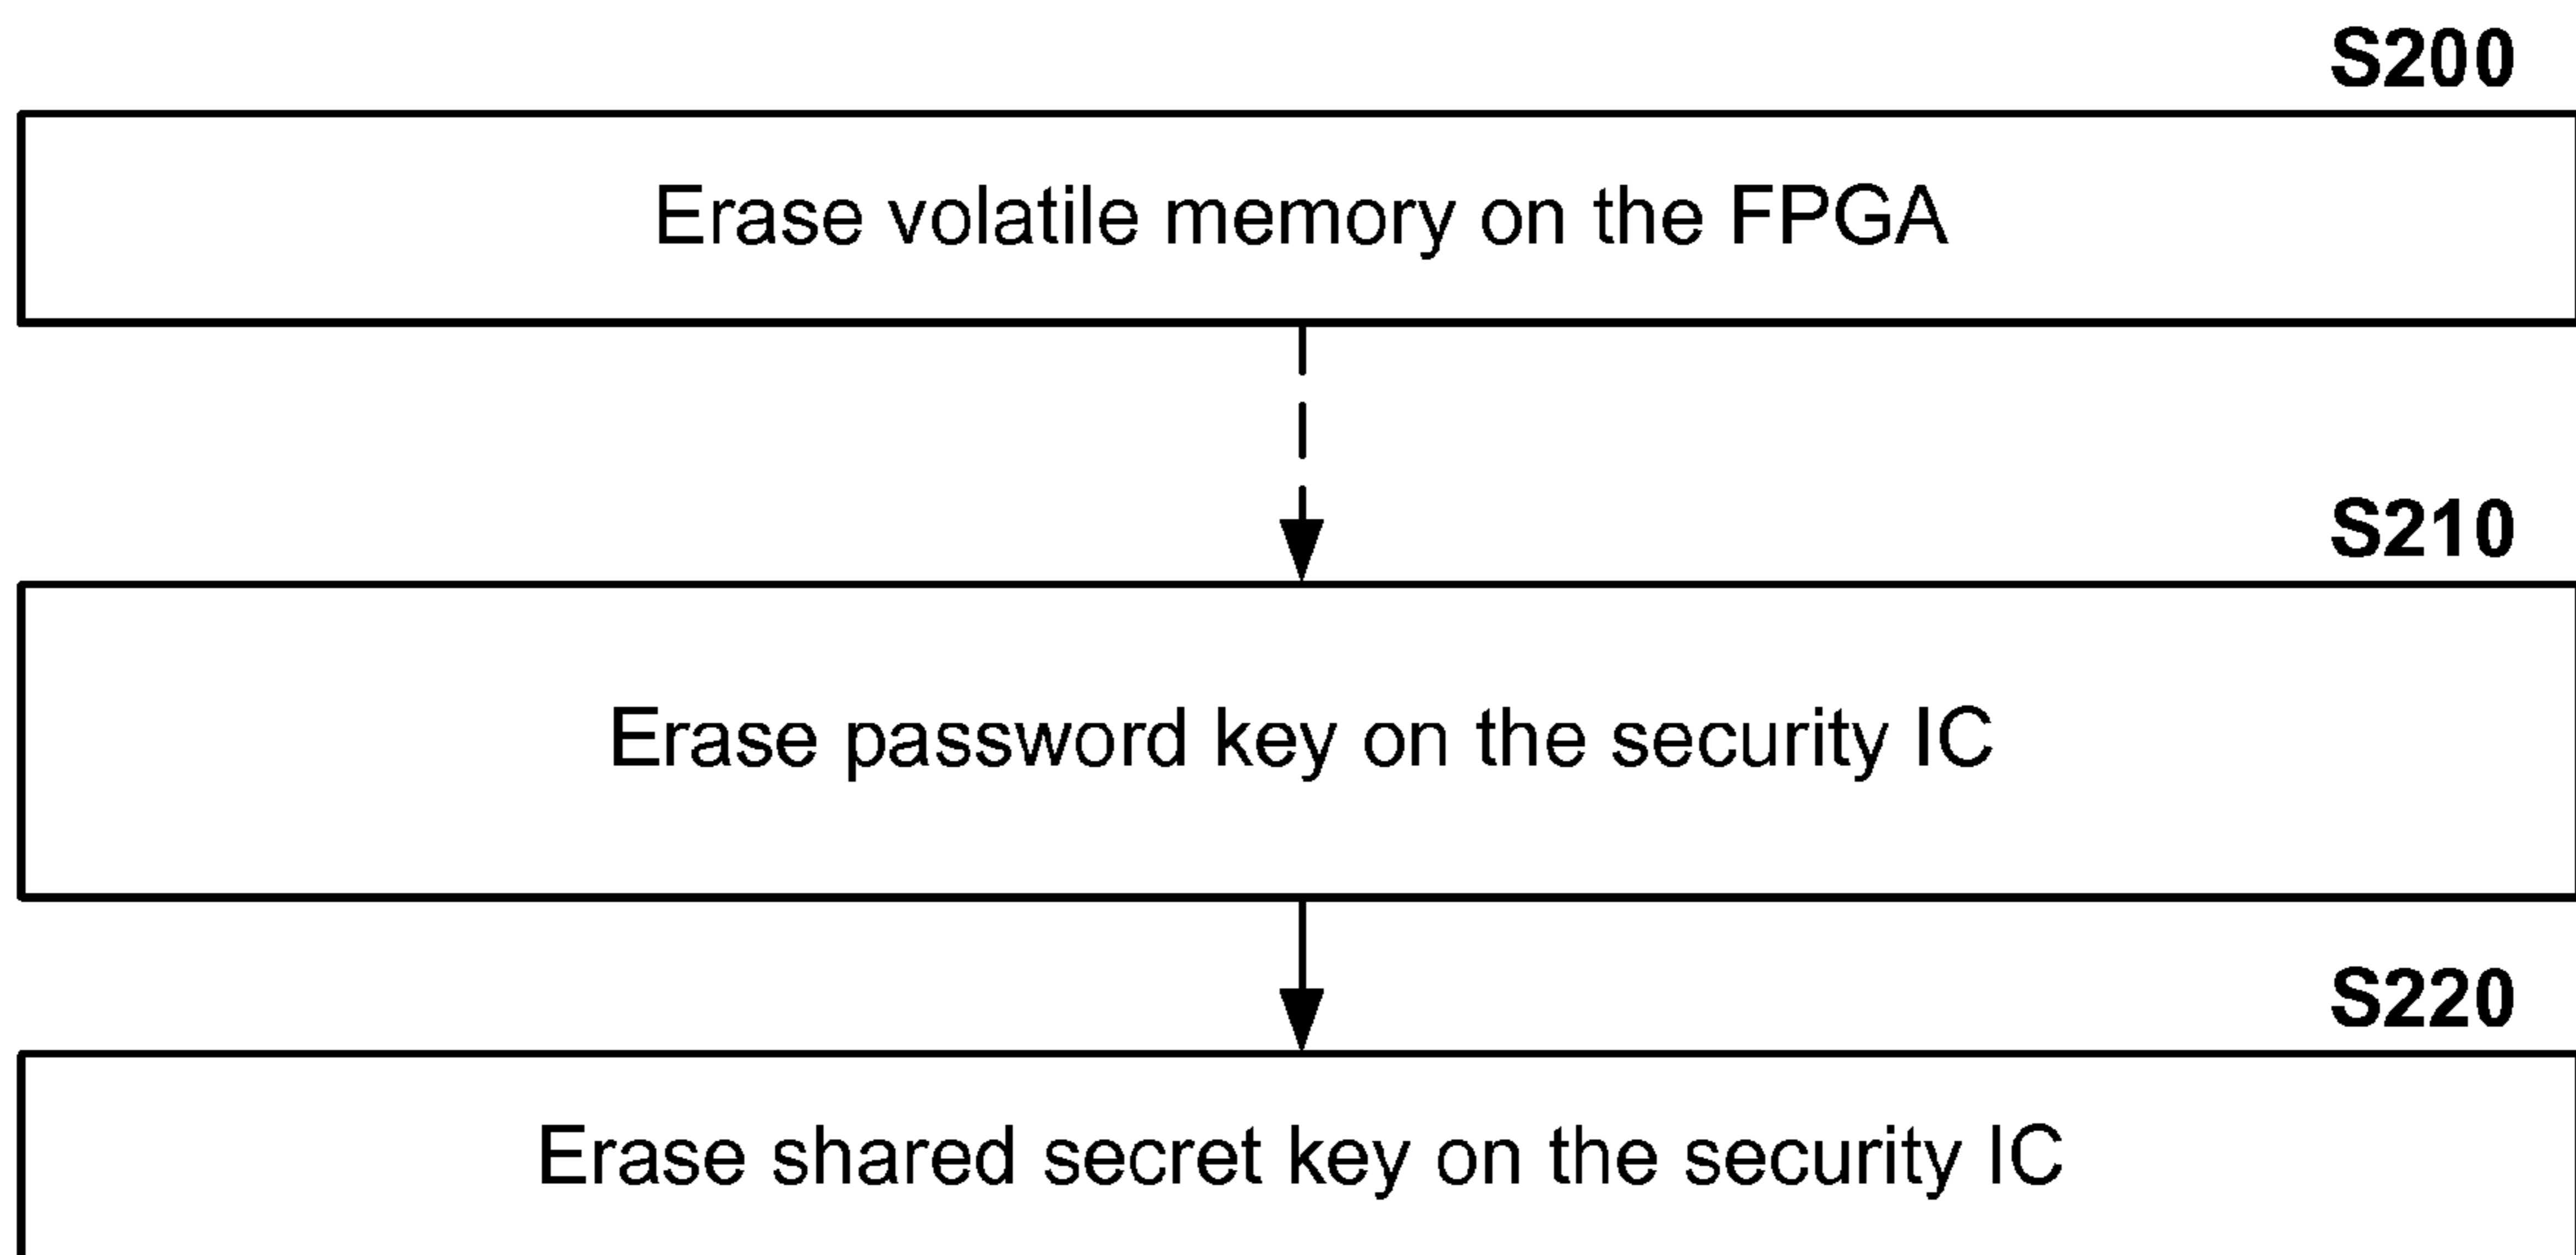 S200
Erase volatile memory on the FPGA
S210
Erase password key on the security IC
S220
Erase shared secret key on the security IC